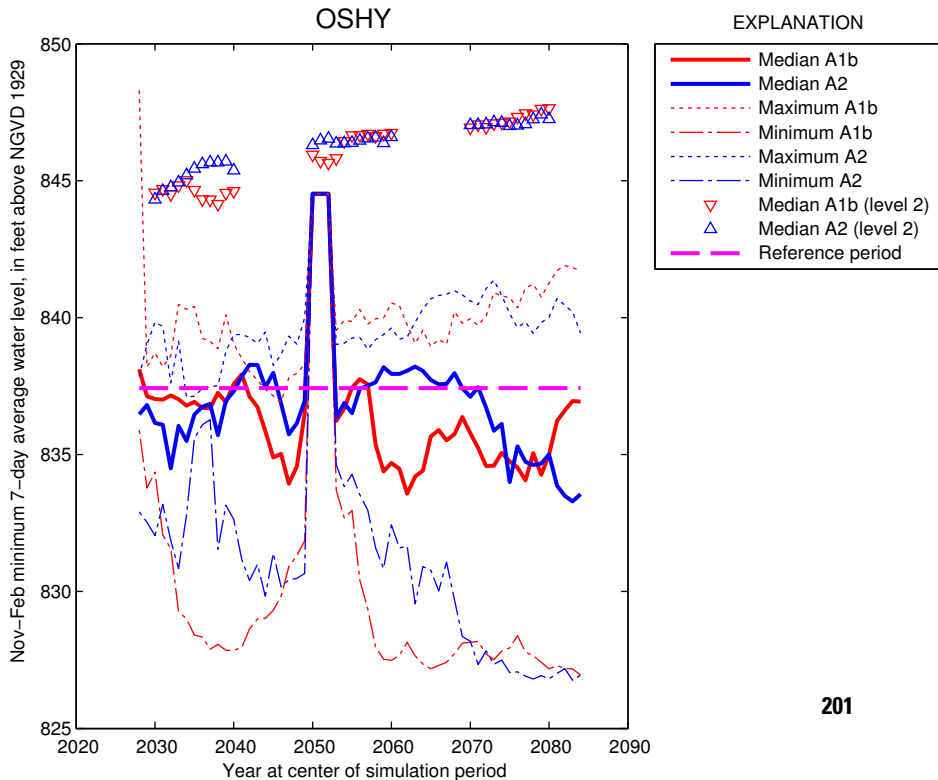 OSHY
EXPLANATION
850
845
840
835
830
825
2020
2030
2040
2050
2060
2070
2080
2090
Nov−Feb minimum 7−day average water level, in feet above NGVD 1929
Year at center of simulation period
Median A1b
Median A2
Maximum A1b
Minimum A1b
Maximum A2
Minimum A2
Median A1b (level 2)
Median A2 (level 2)
Reference period
201